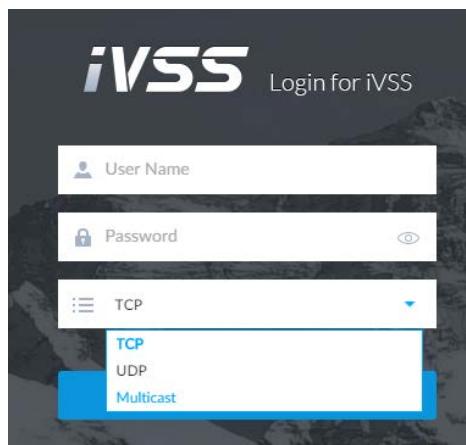 iVSS Login for iVSS
User Name
Password
TCP
TCP
UDP
Multicast